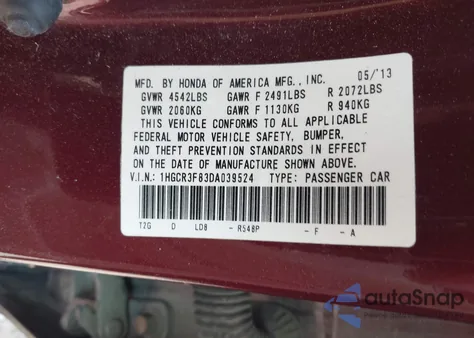 MFD. BY HONDA OF AMERICA MFG., INC. 05/13
GVWR 4542LBS GAWR F 2491LBS R 2072LBS
GVWR 2060KG GAWR F 1130KG R 940KG
THIS VEHICLE CONFORMS TO ALL APPLICABLE
FEDERAL MOTOR VEHICLE SAFETY, BUMPER,
AND THEFT PREVENTION STANDARDS IN EFFECT
ON THE DATE OF MANUFACTURE SHOWN ABOVE.
V.I.N.: 1HGCR3F83DA039524 TYPE: PASSENGER CAR
T2G D LDB - R548P - F - A
autoSnap